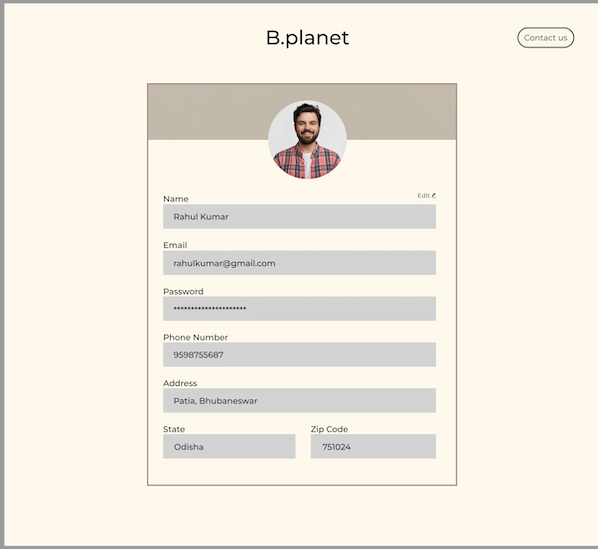 B.planet
Contact us
Edit
Name
Rahul Kumar
Email
rahulkumar@gmail.com
Password
*********************
Phone Number
9598755687
Address
Patia, Bhubaneswar
State
Zip Code
Odisha
751024